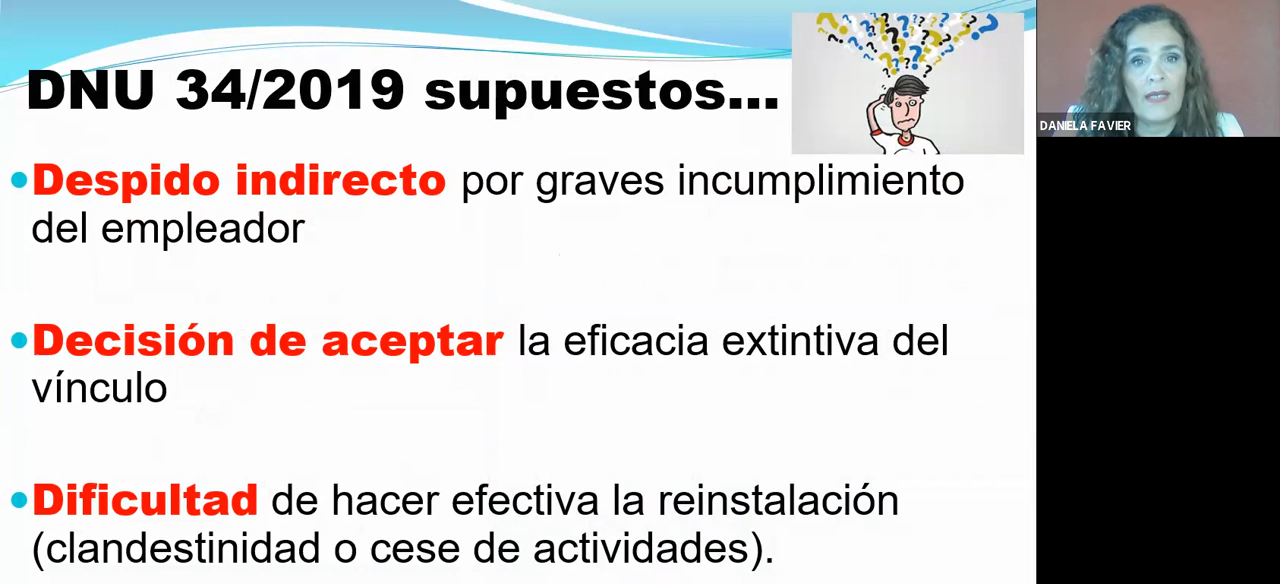 DNU 34/2019 supuestos...
DANIELA FAVIER
•Despido indirecto por graves incumplimiento
del empleador
•Decisión de aceptar la eficacia extintiva del
vínculo
•Dificultad de hacer efectiva la reinstalación
(clandestinidad o cese de actividades).